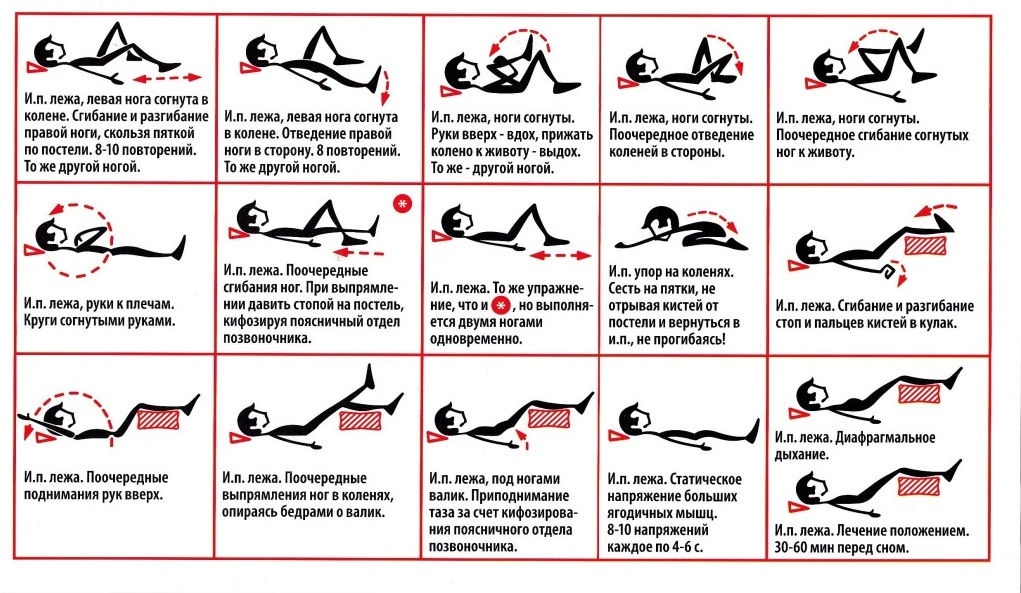 И.п. лежа, левая нога согнута в
колене. Сгибание и разгибание
правой ноги, скользя пяткой
по постели. 8-10 повторений.
То же другой ногой.
И.п. лежа, левая нога согнута
в колене. Отведение правой
ноги в сторону. 8 повторений.
То же другой ногой.
И.п. лежа, ноги согнуты.
Руки вверх - вдох, прижать
колено к животу - выдох.
То же - другой ногой.
И.п. лежа, ноги согнуты.
Поочередное отведение
коленей в стороны.
И.п. лежа, ноги согнуты.
Поочередное сгибание согнутых
ног к животу.
И.п. лежа, руки к плечам.
Круги согнутыми руками.
*
И.п. лежа. Поочередные
сгибания ног. При выпрямле-
нии давить стопой на постель,
кифозируя поясничный отдел
позвоночника.
И.п. лежа. То же упражне-
ние, что и * , но выполня-
ется двумя ногами
одновременно.
И.п. упор на коленях.
Сесть на пятки, не
отрывая кистей от
постели и вернуться в
и.п., не прогибаясь!
И.п. лежа. Сгибание и разгибание
стоп и пальцев кистей в кулак.
И.п. лежа. Поочередные
поднимания рук вверх.
И.п. лежа. Поочередные
выпрямления ног в коленях,
опираясь бедрами о валик.
И.п. лежа, под ногами
валик. Приподнимание
таза за счет кифозирова-
ния поясничного отдела
позвоночника.
И.п. лежа. Статическое
напряжение больших
ягодичных мышц.
8-10 напряжений
каждое по 4-6 с.
И.п. лежа. Диафрагмальное
дыхание.
И.п. лежа. Лечение положением.
30-60 мин перед сном.